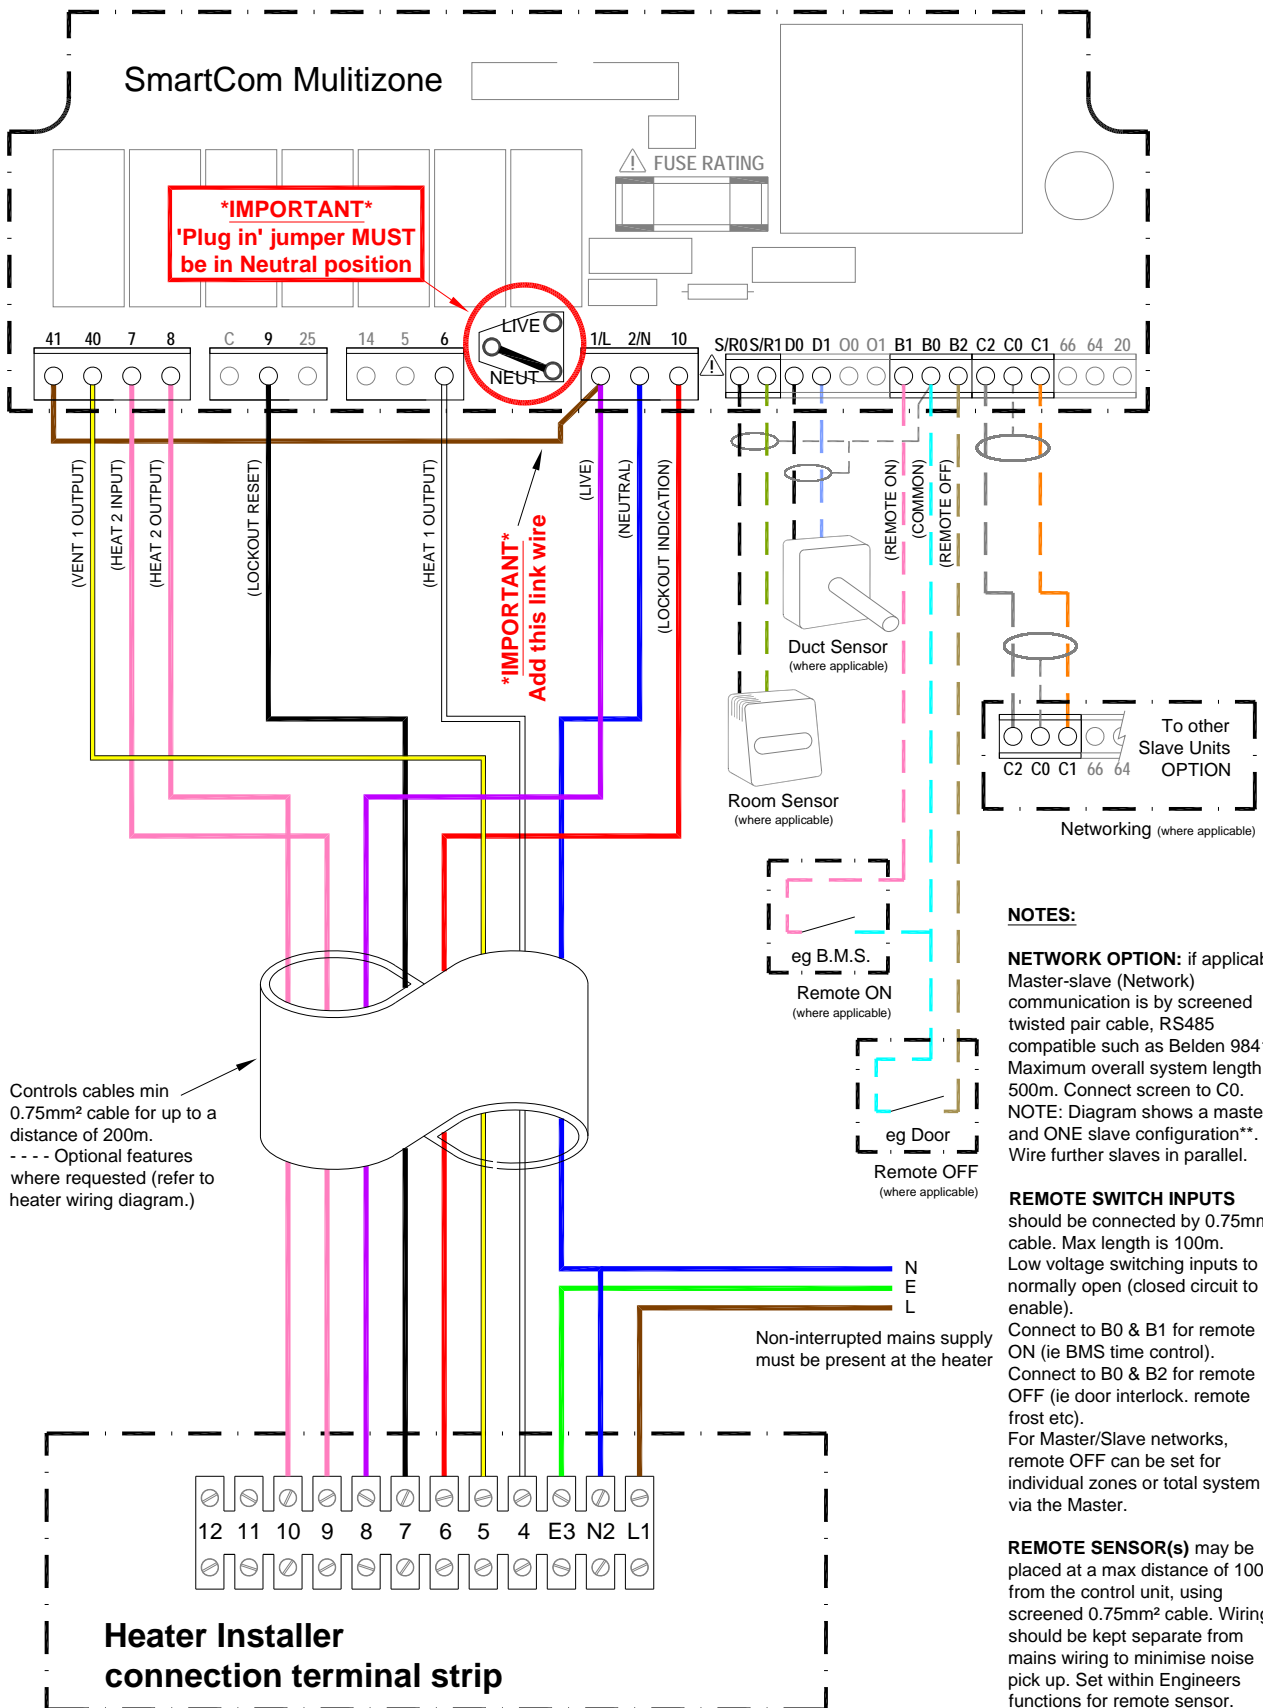 SmartCom Mulitizone
FUSE RATING
*IMPORTANT*
'Plug in' jumper MUST
be in Neutral position
LIVE
NEUT
41 40 7 8 C 9 25 14 5 6 1/L 2/N 10 S/R0 S/R1 D0 D1 O0 O1 B1 B0 B2 C2 C0 C1 66 64 20
(VENT 1 OUTPUT)
(HEAT 2 INPUT)
(HEAT 2 OUTPUT)
(LOCKOUT RESET)
(HEAT 1 OUTPUT)
*IMPORTANT*
Add this link wire
(LIVE)
(NEUTRAL)
(LOCKOUT INDICATION)
(REMOTE ON)
(COMMON)
(REMOTE OFF)
Duct Sensor
(where applicable)
Room Sensor
(where applicable)
To other
Slave Units
OPTION
C2 C0 C1 66 64
Networking (where applicable)
eg B.M.S.
Remote ON
(where applicable)
eg Door
Remote OFF
(where applicable)
Controls cables min
0.75mm² cable for up to a
distance of 200m.
- - - - Optional features
where requested (refer to
heater wiring diagram.)
N
E
L
Non-interrupted mains supply
must be present at the heater
NOTES:
NETWORK OPTION: if applicab
Master-slave (Network)
communication is by screened
twisted pair cable, RS485
compatible such as Belden 984
Maximum overall system length
500m. Connect screen to C0.
NOTE: Diagram shows a maste
and ONE slave configuration**.
Wire further slaves in parallel.
REMOTE SWITCH INPUTS
should be connected by 0.75mm
cable. Max length is 100m.
Low voltage switching inputs to
normally open (closed circuit to
enable).
Connect to B0 & B1 for remote
ON (ie BMS time control).
Connect to B0 & B2 for remote
OFF (ie door interlock. remote
frost etc).
For Master/Slave networks,
remote OFF can be set for
individual zones or total system
via the Master.
REMOTE SENSOR(s) may be
placed at a max distance of 100
from the control unit, using
screened 0.75mm² cable. Wiring
should be kept separate from
mains wiring to minimise noise
pick up. Set within Engineers
functions for remote sensor.
12 11 10 9 8 7 6 5 4 E3 N2 L1
Heater Installer
connection terminal strip